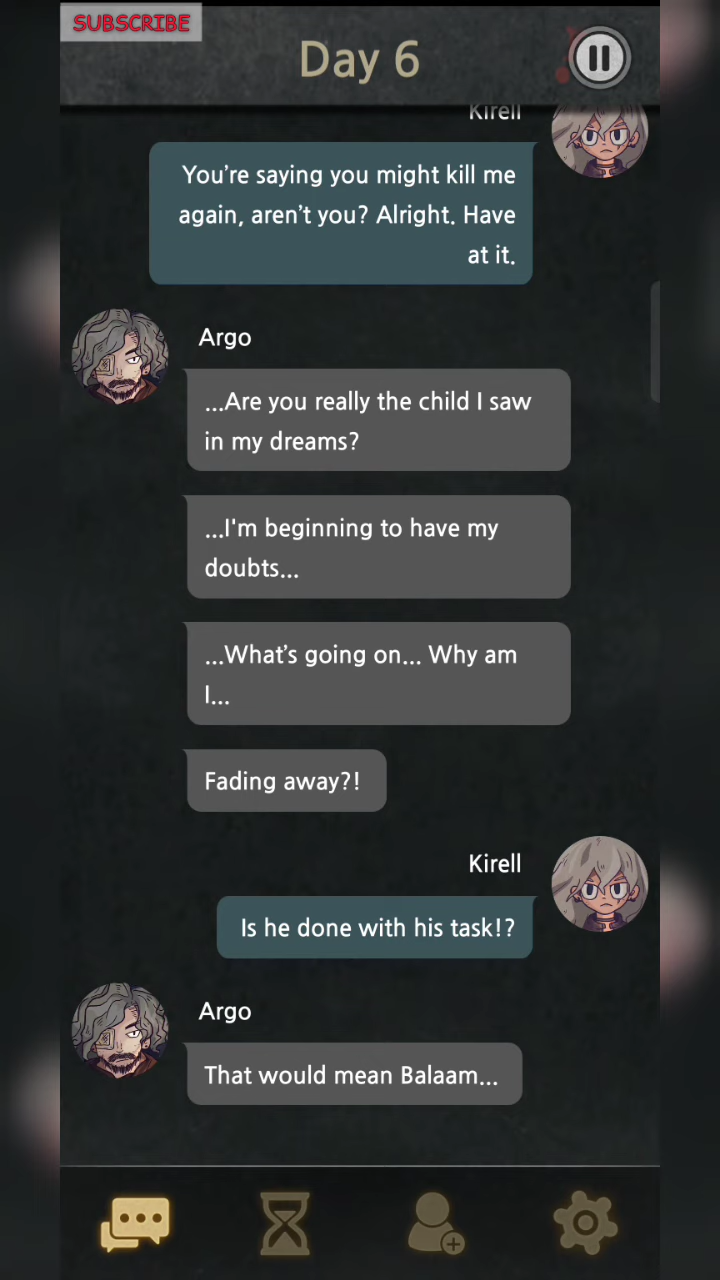 SUBSCRIBE
Day 6
Kirell
You’re saying you might kill me
again, aren’t you? Alright. Have
at it.
Argo
...Are you really the child I saw
in my dreams?
...I'm beginning to have my
doubts...
...What’s going on... Why am
I...
Fading away?!
Kirell
Is he done with his task!?
Argo
That would mean Balaam...